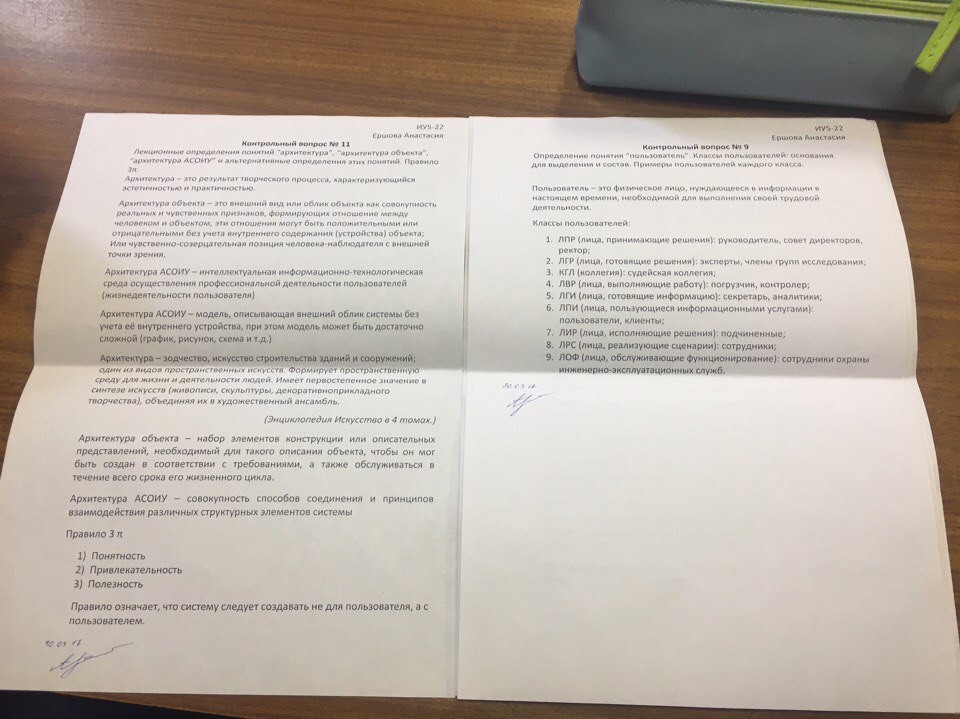 ИУ5-22
Ершова Анастасия
Контрольный вопрос № 11
Лекционные определения понятий "архитектура", "архитектура объекта",
"архитектура АСОИУ" и альтернативные определения этих понятий. Правило
3п.
Архитектура – это результат творческого процесса, характеризующийся
эстетичностью и практичностью.
Архитектура объекта – это внешний вид или облик объекта как совокупность
реальных и чувственных признаков, формирующих отношение между
человеком и объектом, эти отношения могут быть положительными или
отрицательными без учета внутреннего содержания (устройства) объекта;
Или чувственно-созерцательная позиция человека-наблюдателя с внешней
точки зрения.
Архитектура АСОИУ – интеллектуальная информационно-технологическая
среда осуществления профессиональной деятельности пользователей
(жизнедеятельности пользователя)
Архитектура АСОИУ – модель, описывающая внешний облик системы без
учета её внутреннего устройства, при этом модель может быть достаточно
сложной (график, рисунок, схема и т.д.)
Архитектура – зодчество, искусство строительства зданий и сооружений;
один из видов пространственных искусств. Формирует пространственную
среду для жизни и деятельности людей. Имеет первостепенное значение в
синтезе искусств (живописи, скульптуры, декоративноприкладного
творчества), объединяя их в художественный ансамбль.
(Энциклопедия Искусство в 4 томах.)
Архитектура объекта – набор элементов конструкции или описательных
представлений, необходимый для такого описания объекта, чтобы он мог
быть создан в соответствии с требованиями, а также обслуживаться в
течение всего срока его жизненного цикла.
Архитектура АСОИУ – совокупность способов соединения и принципов
взаимодействия различных структурных элементов системы
Правило 3 π
1) Понятность
2) Привлекательность
3) Полезность
Правило означает, что систему следует создавать не для пользователя, а с
пользователем.
30.03.17
ИУ5-22
Ершова Анастасия
Контрольный вопрос № 9
Определение понятия "пользователь". Классы пользователей: основания
для выделения и состав. Примеры пользователей каждого класса.
Пользователь – это физическое лицо, нуждающееся в информации в
настоящем времени, необходимой для выполнения своей трудовой
деятельности.
Классы пользователей:
1. ЛПР (лица, принимающие решения): руководитель, совет директоров,
ректор;
2. ЛГР (лица, готовящие решения): эксперты, члены групп исследования;
3. КГЛ (коллегия): судейская коллегия;
4. ЛВР (лица, выполняющие работу): погрузчик, контролер;
5. ЛГИ (лица, готовящие информацию): секретарь, аналитики;
6. ЛПИ (лица, пользующиеся информационными услугами):
пользователи, клиенты;
7. ЛИР (лица, исполняющие решения): подчиненные;
8. ЛРС (лица, реализующие сценарии): сотрудники;
9. ЛОФ (лица, обслуживающие функционирование): сотрудники охраны
инженерно-эксплуатационных служб.
30.03.17